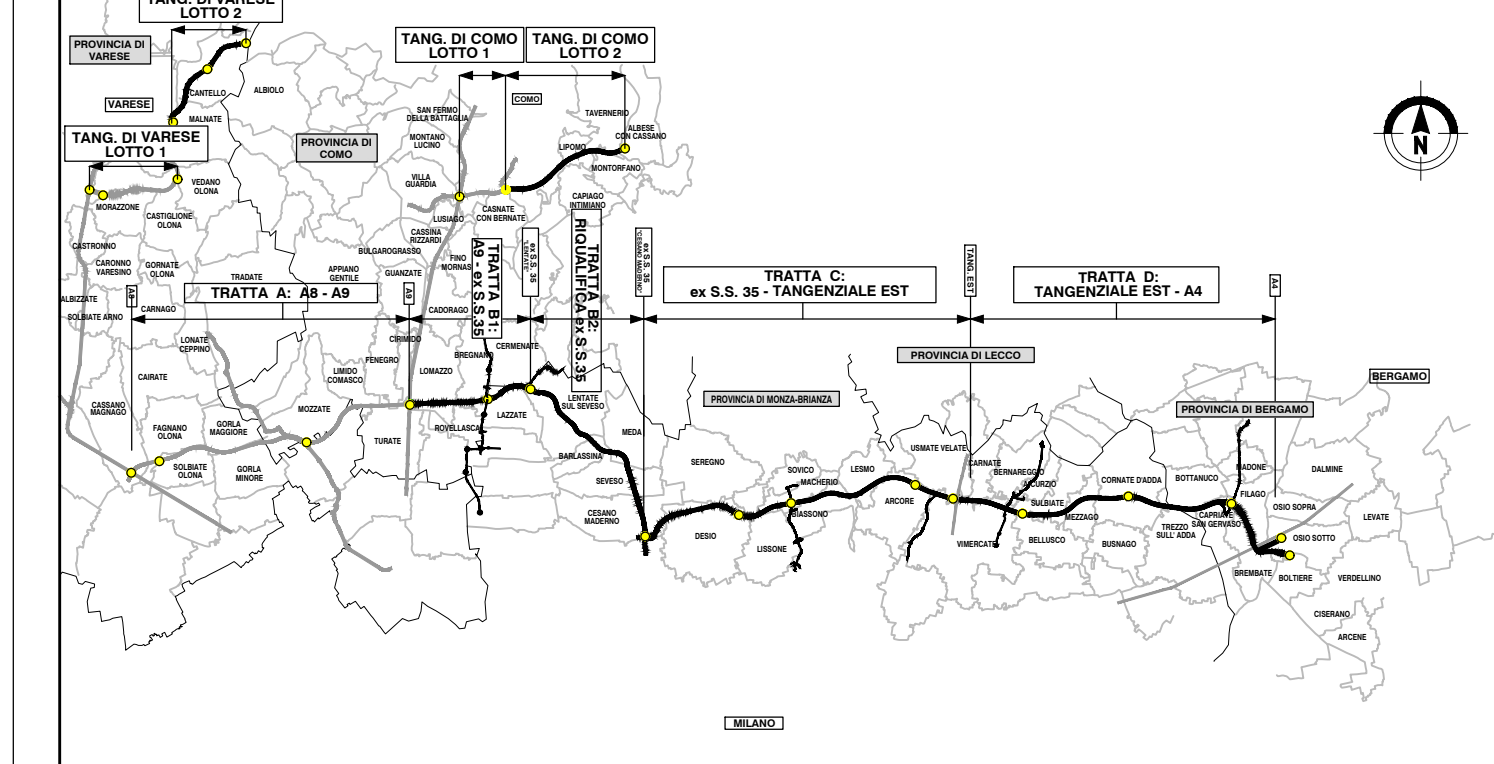 TANG. DI VARESE
LOTTO 2
PROVINCIA DI
VARESE
VARESE
CANTELLO
ALBIOLO
MALNATE
TANG. DI VARESE
LOTTO 1
PROVINCIA DI
COMO
TANG. DI COMO
LOTTO 1
TANG. DI COMO
LOTTO 2
COMO
SAN FERMO
DELLA BATTAGLIA
TAVERNERIO
ALBESE
CON CASSANO
MONTANO
LUCINO
LIPOMO
MONTORFANO
VILLA
GUARDIA
VEDANO
OLONA
MORAZZONE
CASTIGLIONE
OLONA
LUSIAGO
CASNATE
CON BERNATE
CAPIAGO
INTIMIANO
CASSINA
RIZZARDI
CASTRONNO
BULGAROGRASSO
CARONNO
VARESINO
GORNATE
OLONA
TRADATE
APPIANO
GENTILE
GUANZATE
FINO
MORNAS
ALBIZZATE
SOLBIATE ARNO
CARNAGO
A8
TRATTA A: A8 - A9
A9
TRATTA B1:
A9 - ex S.S.35
ex S.S. 35
"LENTATE"
TRATTA B2:
RIQUALIFICA ex S.S.35
ex S.S. 35
"CESANO MADERNO"
TRATTA C:
ex S.S. 35 - TANGENZIALE EST
TANG. EST
TRATTA D:
TANGENZIALE EST - A4
A4
CADORAGO
CIRIMIDO
LONATE
CEPPINO
FENEGRO
BREGNANO
CERMENATE
LOMAZZO
LIMIDO
COMASCO
CAIRATE
CASSANO
MAGNAGO
MOZZATE
LAZZATE
LENTATE
SUL SEVESO
PROVINCIA DI LECCO
PROVINCIA DI MONZA-BRIANZA
BERGAMO
PROVINCIA DI BERGAMO
FAGNANO
OLONA
GORLA
MAGGIORE
ROVELLASCA
TURATE
MEDA
SOLBIATE
OLONA
GORLA
MINORE
BARLASSINA
SEVESO
CESANO
MADERNO
SEREGNO
SOVICO
MACHERIO
LESMO
USMATE VELATE
CARNATE
BERNAREGGIO
AICURZIO
CORNATE D'ADDA
BOTTANUCO
MADONE
DALMINE
FILAGO
OSIO SOPRA
ARCORE
BIASSONO
SULBIATE
MEZZAGO
CAPRIATE
SAN GERVASO
LEVATE
DESIO
LISSONE
VIMERCATE
BELLUSCO
BUSNAGO
TREZZO
SULL' ADDA
OSIO SOTTO
BREMBATE
BOLTIERE
VERDELLINO
CISERANO
ARCENE
MILANO
N